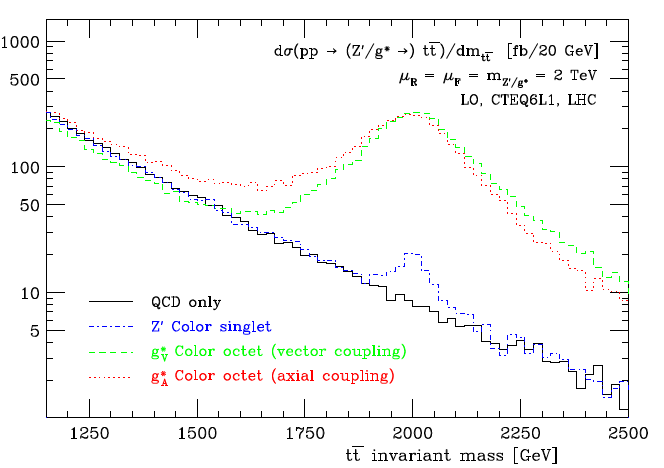 dσ(pp → (Z′/g* →) tt̅)/dm_tt̅ [fb/20 GeV]
μ_R = μ_F = m_Z′/g* = 2 TeV
LO, CTEQ6L1, LHC
1000
500
100
50
10
5
QCD only
Z′ Color singlet
g*_V Color octet (vector coupling)
g*_A Color octet (axial coupling)
1250 1500 1750 2000 2250 2500
tt̅ invariant mass [GeV]